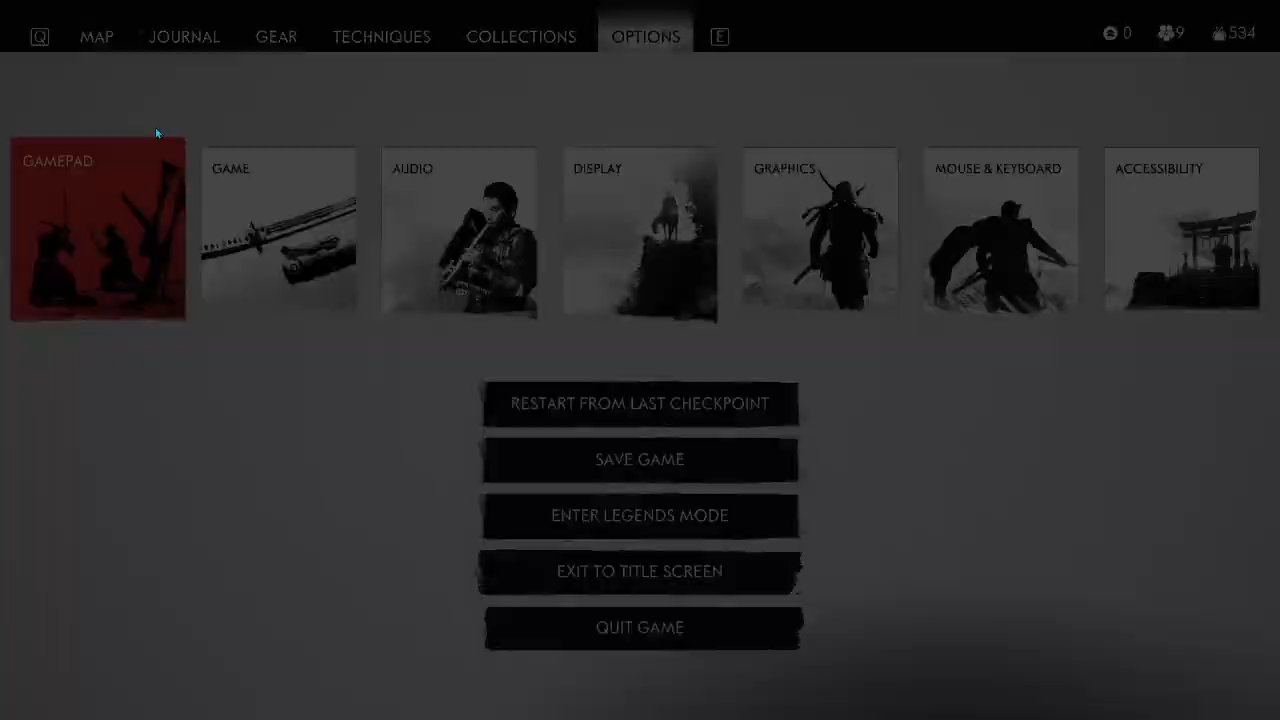 Q MAP JOURNAL GEAR TECHNIQUES COLLECTIONS OPTIONS E 0 9 534
GAMEPAD GAME AUDIO DISPLAY GRAPHICS MOUSE & KEYBOARD ACCESSIBILITY
RESTART FROM LAST CHECKPOINT
SAVE GAME
ENTER LEGENDS MODE
EXIT TO TITLE SCREEN
QUIT GAME